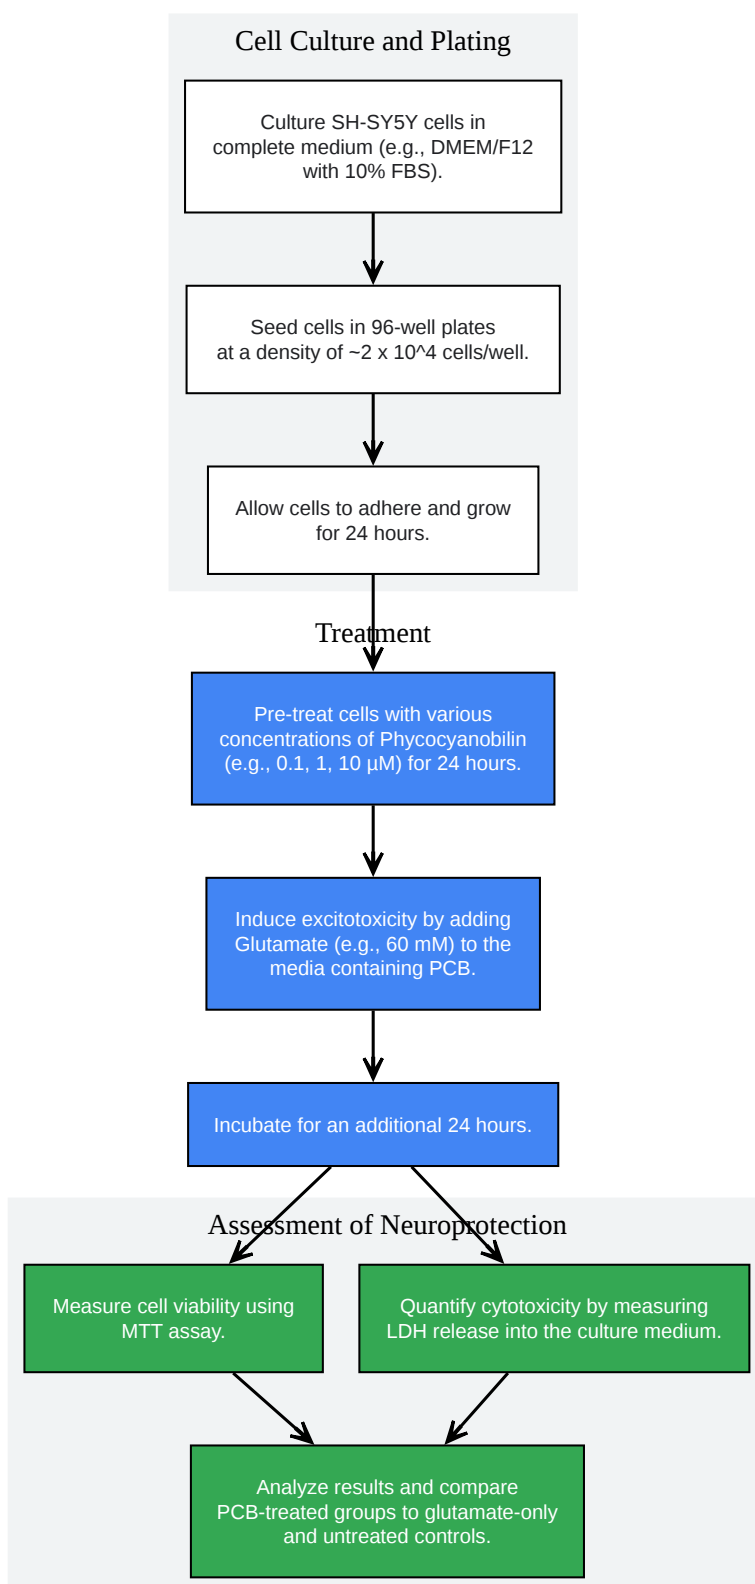 Cell Culture and Plating
Culture SH-SY5Y cells in
complete medium (e.g., DMEM/F12
with 10% FBS).
Seed cells in 96-well plates
at a density of ~2 x 10^4 cells/well.
Allow cells to adhere and grow
for 24 hours.
Treatment
Pre-treat cells with various
concentrations of Phycocyanobilin
(e.g., 0.1, 1, 10 µM) for 24 hours.
Induce excitotoxicity by adding
Glutamate (e.g., 60 mM) to the
media containing PCB.
Incubate for an additional 24 hours.
Assessment of Neuroprotection
Measure cell viability using
MTT assay.
Quantify cytotoxicity by measuring
LDH release into the culture medium.
Analyze results and compare
PCB-treated groups to glutamate-only
and untreated controls.